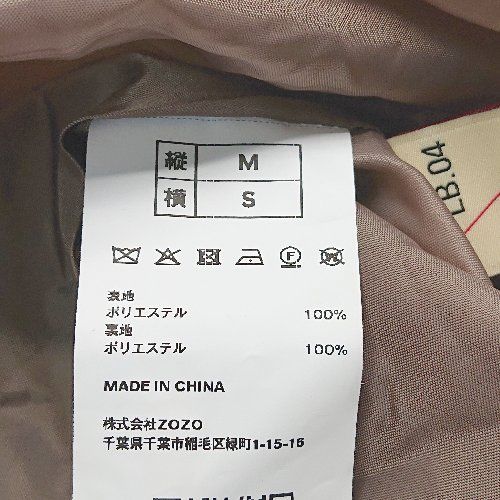 縦 M
横 S
表地
ポリエステル 100%
裏地
ポリエステル 100%
MADE IN CHINA
株式会社ZOZO
千葉県千葉市稲毛区緑町1-15-16
LB.04